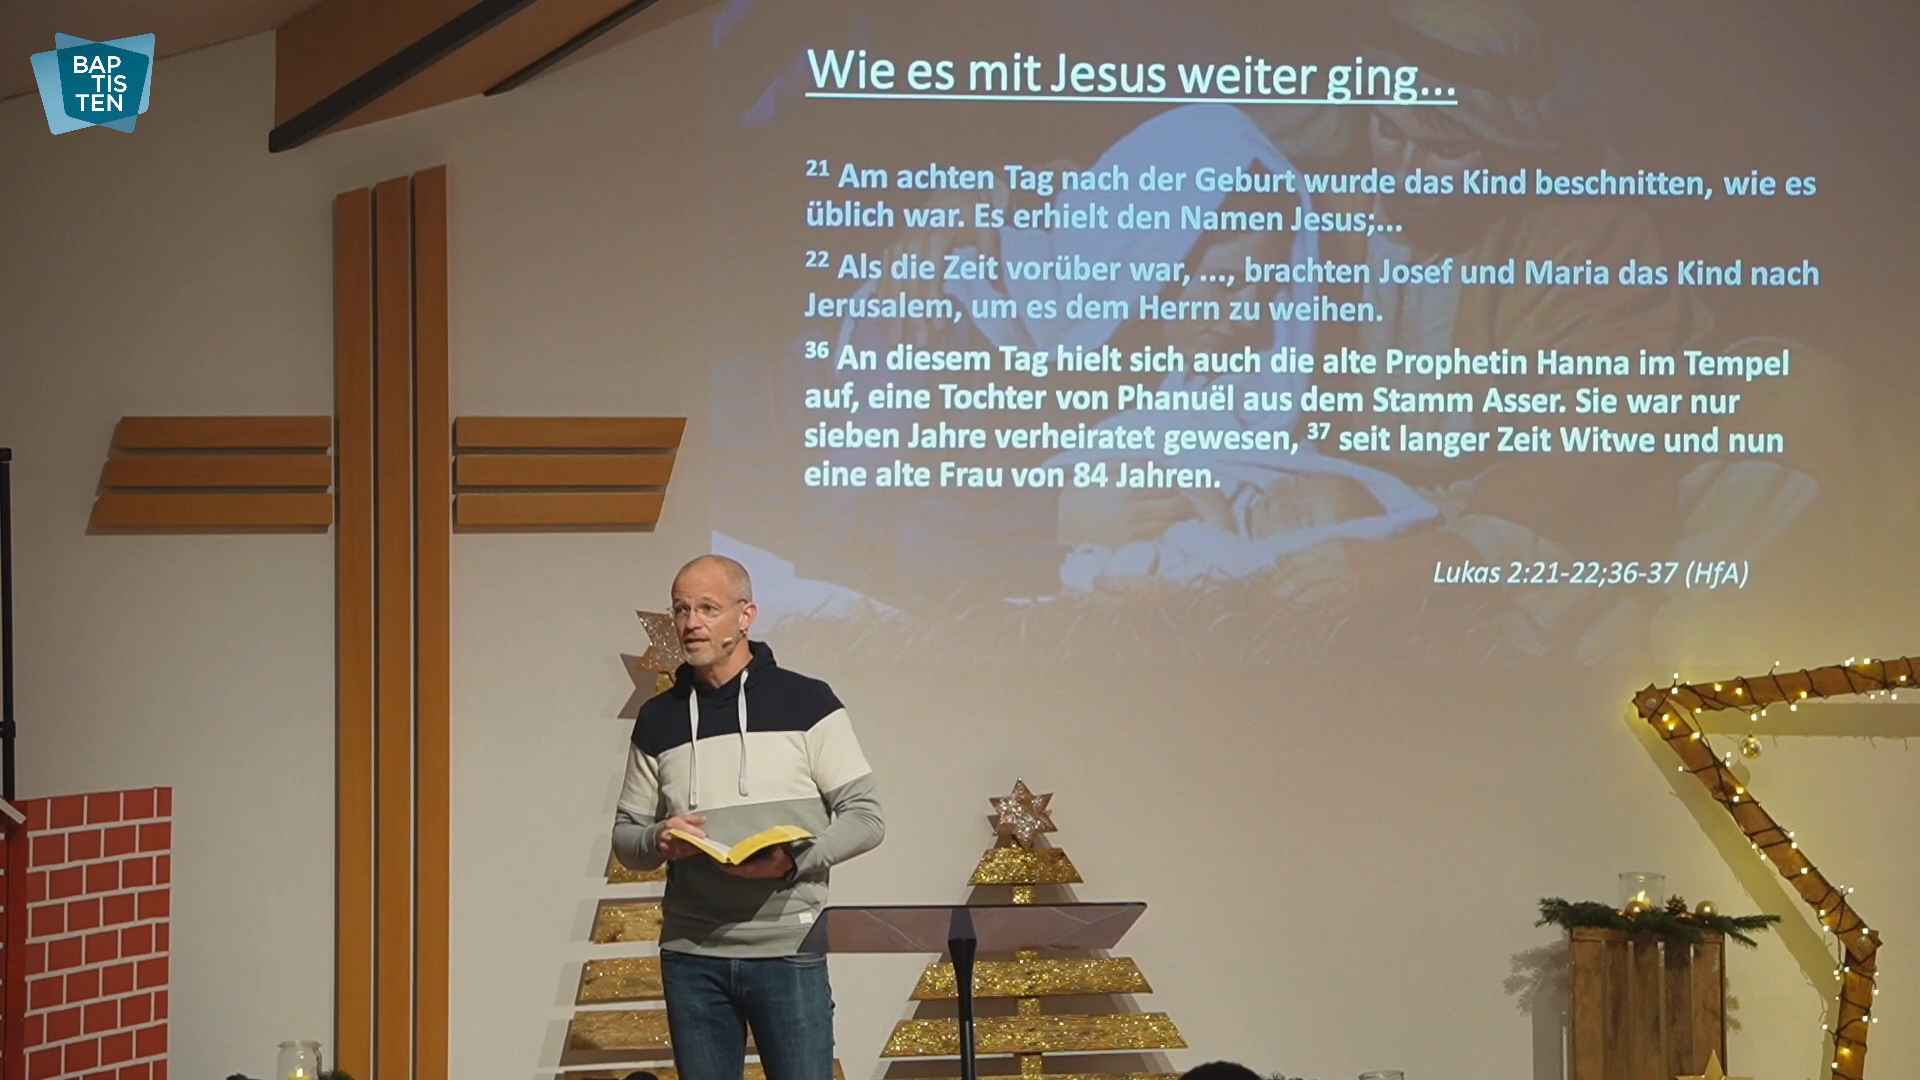 BAP
TIS
TEN
Wie es mit Jesus weiter ging...
21 Am achten Tag nach der Geburt wurde das Kind beschnitten, wie es
üblich war. Es erhielt den Namen Jesus;...
22 Als die Zeit vorüber war, ..., brachten Josef und Maria das Kind nach
Jerusalem, um es dem Herrn zu weihen.
36 An diesem Tag hielt sich auch die alte Prophetin Hanna im Tempel
auf, eine Tochter von Phanuël aus dem Stamm Asser. Sie war nur
sieben Jahre verheiratet gewesen, 37 seit langer Zeit Witwe und nun
eine alte Frau von 84 Jahren.
Lukas 2:21-22;36-37 (HfA)